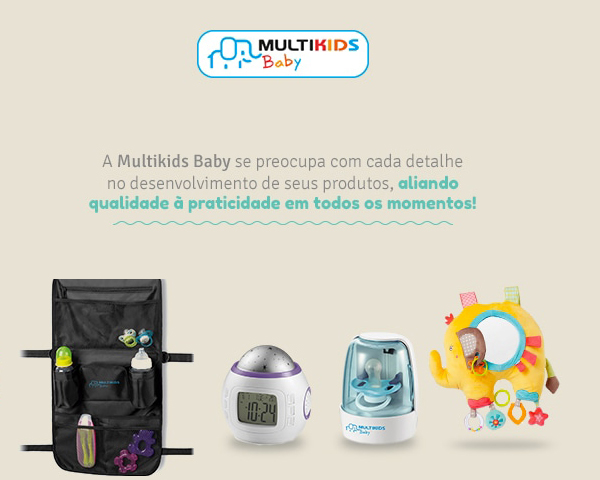 MULTIKIDS
Baby
A Multikids Baby se preocupa com cada detalhe
no desenvolvimento de seus produtos, aliando
qualidade à praticidade em todos os momentos!
MULTIKIDS
10:24
MULTIKIDS
Baby